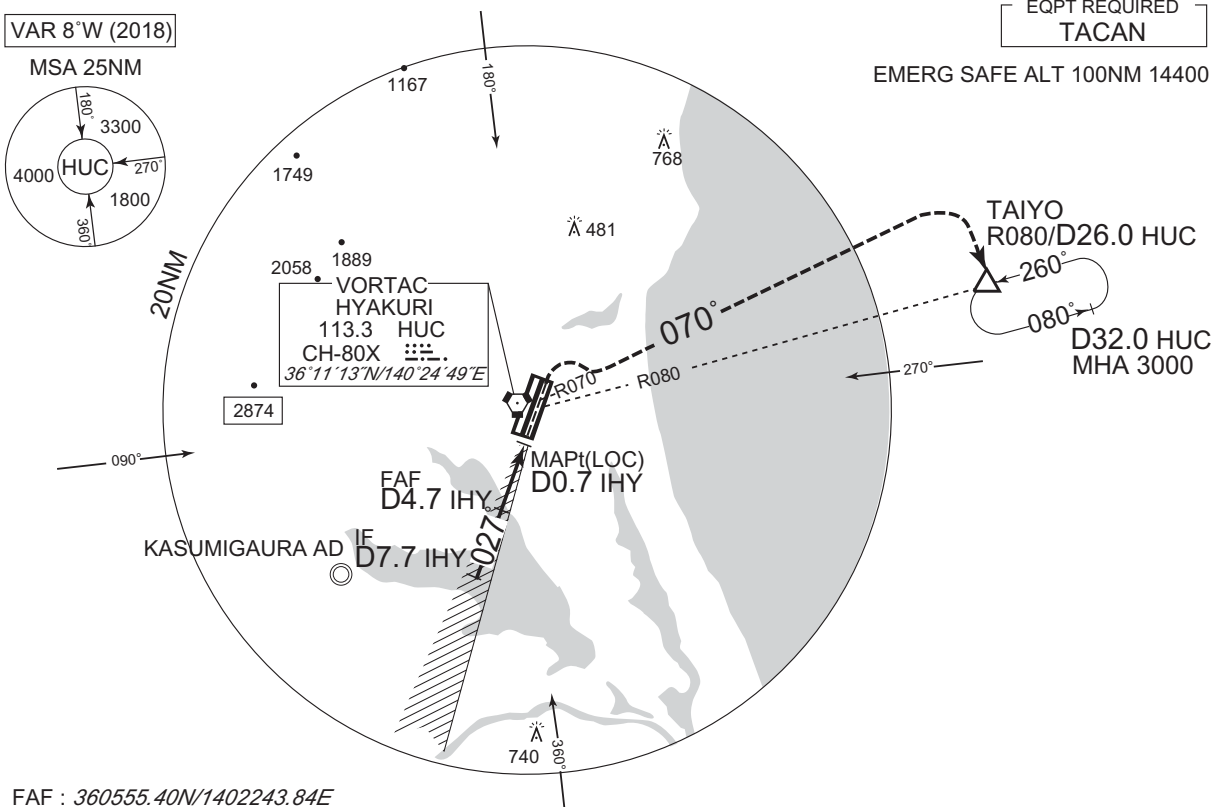 VAR 8°W (2018)
MSA 25NM
180°
3300
HUC
270°
4000
1800
360°
EQPT REQUIRED
TACAN
EMERG SAFE ALT 100NM 14400
180°
1167
768
1749
481
1889
2058
20NM
VORTAC
HYAKURI
113.3 HUC
CH-80X
36°11'13"N/140°24'49"E
2874
TAIYO
R080/D26.0 HUC
260°
080°
D32.0 HUC
MHA 3000
070°
R070
R080
270°
090°
MAPt(LOC)
D0.7 IHY
FAF
D4.7 IHY
027°
IF
D7.7 IHY
KASUMIGAURA AD
740
360°
FAF : 360555.40N/1402243.84E